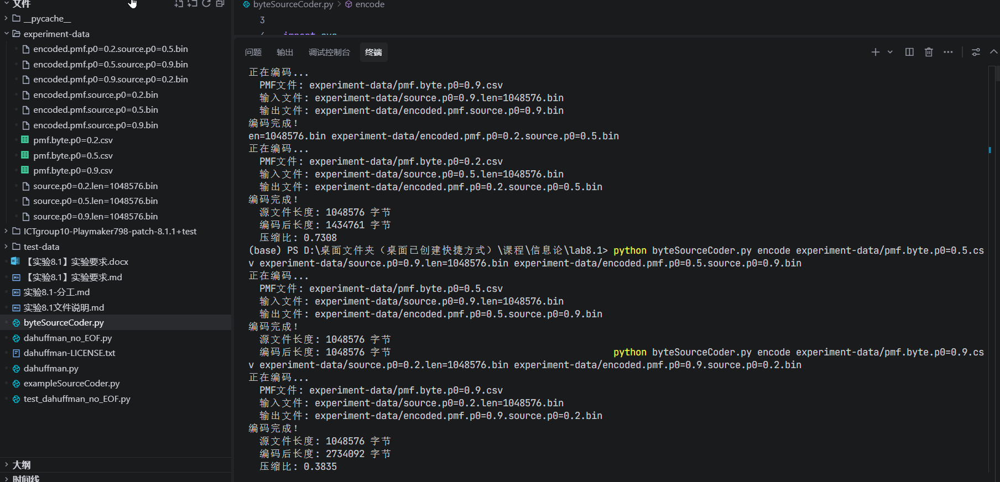 文件
__pycache__
experiment-data
encoded.pmf.p0=0.2.source.p0=0.5.bin
encoded.pmf.p0=0.5.source.p0=0.9.bin
encoded.pmf.p0=0.9.source.p0=0.2.bin
encoded.pmf.source.p0=0.2.bin
encoded.pmf.source.p0=0.5.bin
encoded.pmf.source.p0=0.9.bin
pmf.byte.p0=0.2.csv
pmf.byte.p0=0.5.csv
pmf.byte.p0=0.9.csv
source.p0=0.2.len=1048576.bin
source.p0=0.5.len=1048576.bin
source.p0=0.9.len=1048576.bin
ICTgroup10-Playmaker798-patch-8.1.1+test
test-data
【实验8.1】实验要求.docx
【实验8.1】实验要求.md
实验8.1-分工.md
实验8.1文件说明.md
byteSourceCoder.py
dahuffman_no_EOF.py
dahuffman-LICENSE.txt
dahuffman.py
exampleSourceCoder.py
test_dahuffman_no_EOF.py
大纲
时间线
byteSourceCoder.py > encode
3
4 import sys
问题 输出 调试控制台 终端
正在编码...
PMF文件: experiment-data/pmf.byte.p0=0.9.csv
输入文件: experiment-data/source.p0=0.9.len=1048576.bin
输出文件: experiment-data/encoded.pmf.source.p0=0.9.bin
编码完成!
en=1048576.bin experiment-data/encoded.pmf.p0=0.2.source.p0=0.5.bin
正在编码...
PMF文件: experiment-data/pmf.byte.p0=0.2.csv
输入文件: experiment-data/source.p0=0.5.len=1048576.bin
输出文件: experiment-data/encoded.pmf.p0=0.2.source.p0=0.5.bin
编码完成!
源文件长度: 1048576 字节
编码后长度: 1434761 字节
压缩比: 0.7308
(base) PS D:\桌面文件夹（桌面已创建快捷方式）\课程\信息论\lab8.1> python byteSourceCoder.py encode experiment-data/pmf.byte.p0=0.5.cs
v experiment-data/source.p0=0.9.len=1048576.bin experiment-data/encoded.pmf.p0=0.5.source.p0=0.9.bin
正在编码...
PMF文件: experiment-data/pmf.byte.p0=0.5.csv
输入文件: experiment-data/source.p0=0.9.len=1048576.bin
输出文件: experiment-data/encoded.pmf.p0=0.5.source.p0=0.9.bin
编码完成!
源文件长度: 1048576 字节
编码后长度: 1048576 字节 python byteSourceCoder.py encode experiment-data/pmf.byte.p0=0.9.cs
v experiment-data/source.p0=0.2.len=1048576.bin experiment-data/encoded.pmf.p0=0.9.source.p0=0.2.bin
正在编码...
PMF文件: experiment-data/pmf.byte.p0=0.9.csv
输入文件: experiment-data/source.p0=0.2.len=1048576.bin
输出文件: experiment-data/encoded.pmf.p0=0.9.source.p0=0.2.bin
编码完成!
源文件长度: 1048576 字节
编码后长度: 2734092 字节
压缩比: 0.3835